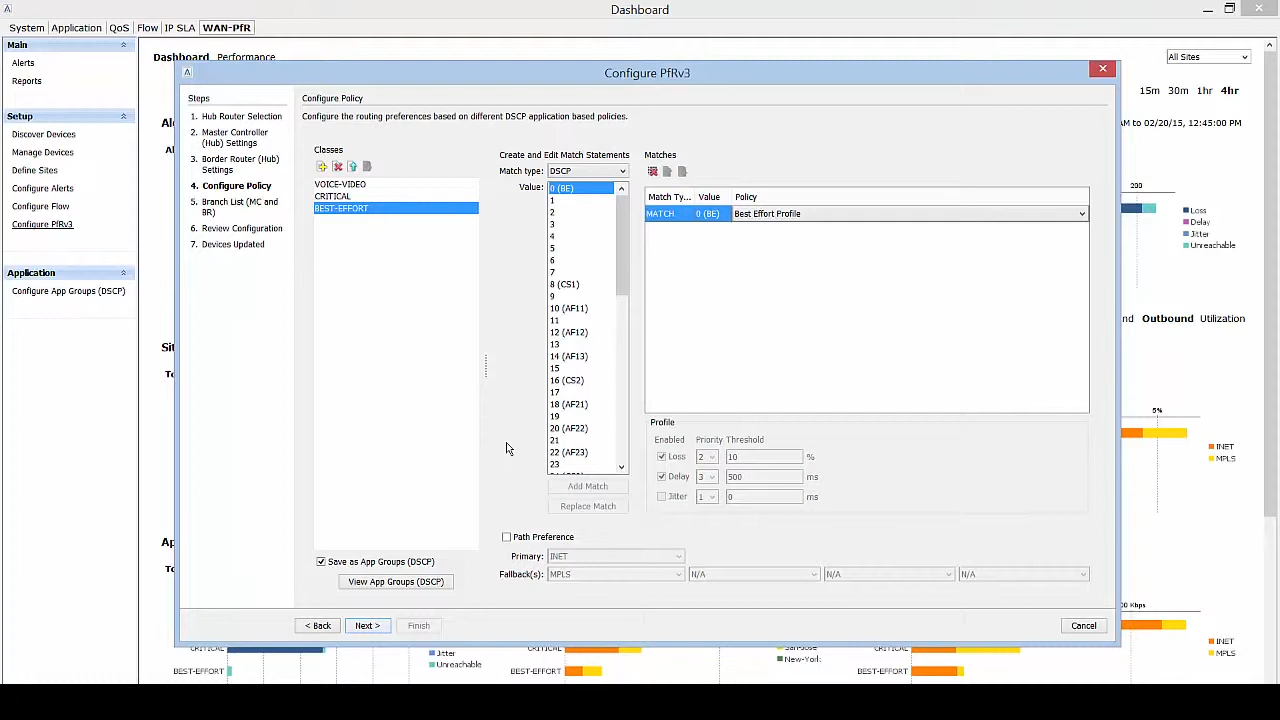 Dashboard
System Application QoS Flow IP SLA WAN-PfR
Main
Alerts
Reports
Setup
Discover Devices
Manage Devices
Define Sites
Configure Alerts
Configure Flow
Configure PfRv3
Application
Configure App Groups (DSCP)
Dashboard Performance
All Sites
15m 30m 1hr 4hr
AM to 02/20/15, 12:45:00 PM
200
Loss
Delay
Jitter
Unreachable
Outbound Utilization
5%
INET
MPLS
00 Kbps
INET
MPLS
Configure PfRv3
Steps
1. Hub Router Selection
2. Master Controller
(Hub) Settings
3. Border Router (Hub)
Settings
4. Configure Policy
5. Branch List (MC and
BR)
6. Review Configuration
7. Devices Updated
Configure Policy
Configure the routing preferences based on different DSCP application based policies.
Classes
VOICE-VIDEO
CRITICAL
BEST-EFFORT
Save as App Groups (DSCP)
View App Groups (DSCP)
Create and Edit Match Statements
Match type: DSCP
Value: 0 (BE)
1
2
3
4
5
6
7
8 (CS1)
9
10 (AF11)
11
12 (AF12)
13
14 (AF13)
15
16 (CS2)
17
18 (AF21)
19
20 (AF22)
21
22 (AF23)
23
Add Match
Replace Match
Matches
Match Ty... Value Policy
MATCH 0 (BE) Best Effort Profile
Profile
Enabled Priority Threshold
Loss 2 10 %
Delay 3 500 ms
Jitter 1 0 ms
Path Preference
Primary: INET
Fallback(s): MPLS N/A N/A N/A
< Back Next > Finish Cancel
CRITICAL
BEST-EFFORT
Jitter
Unreachable
New-York:
CRITICAL
BEST-EFFORT